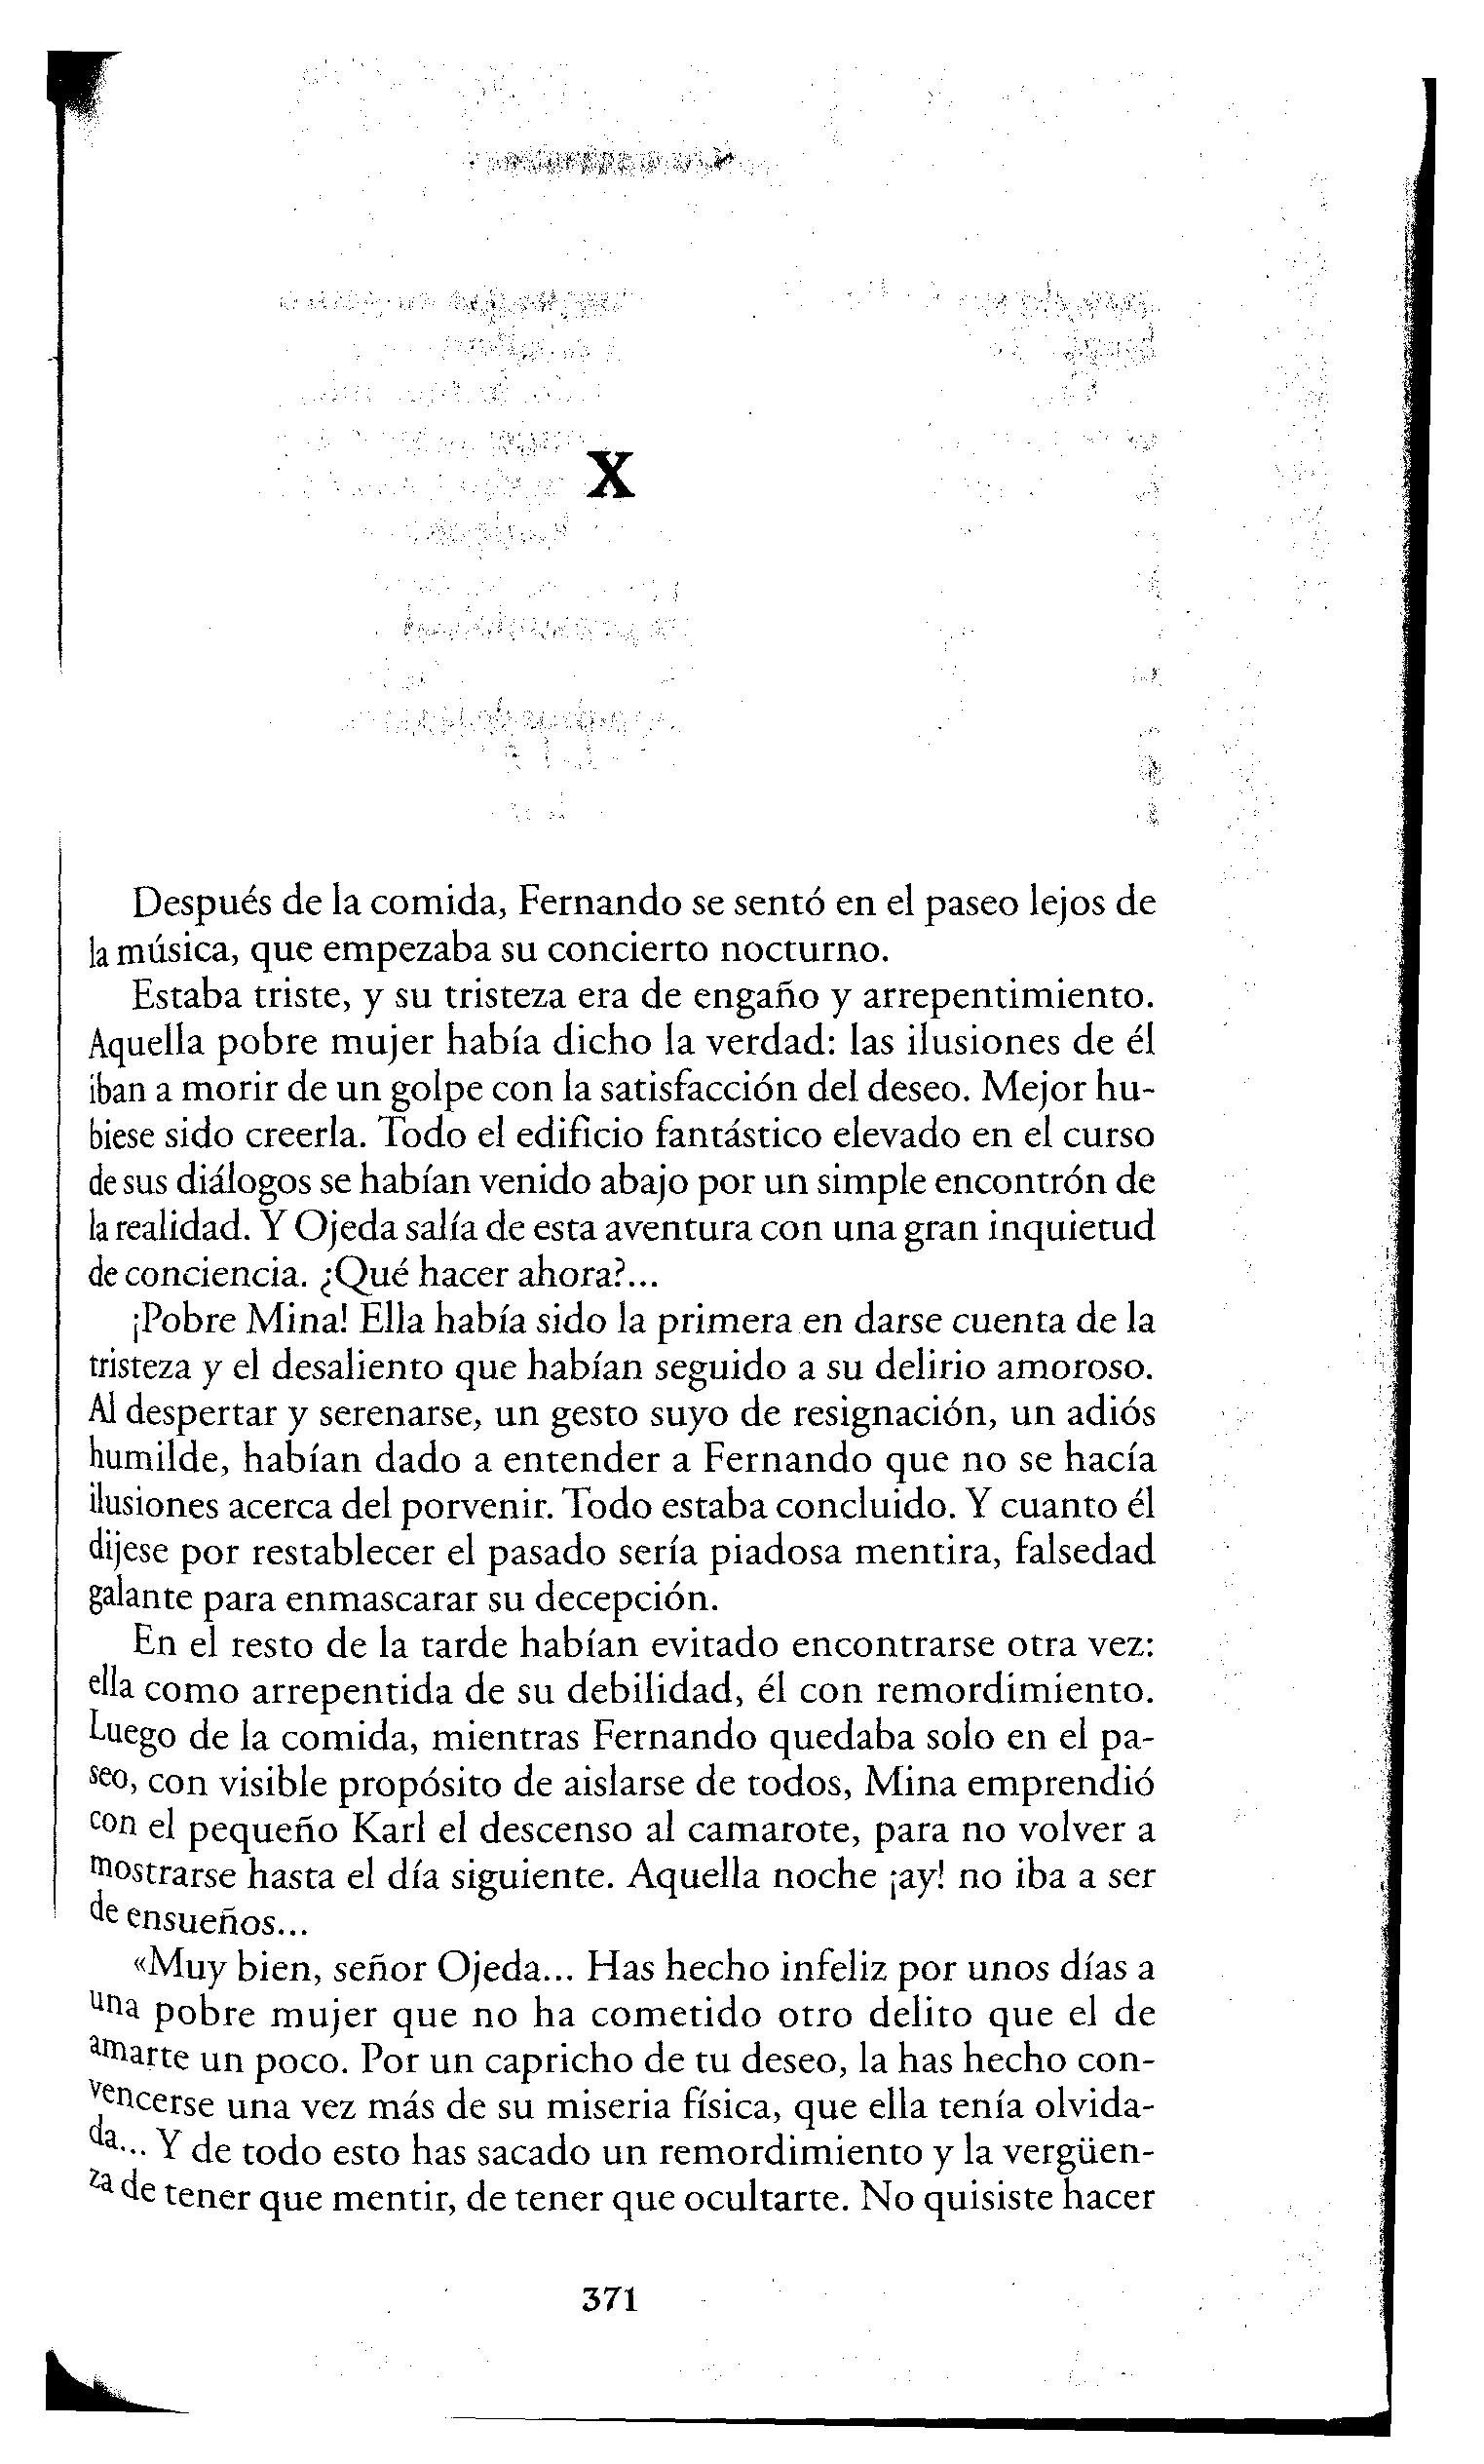 X
Después de la comida, Fernando se sentó en el paseo lejos de
la música, que empezaba su concierto nocturno.
Estaba triste, y su tristeza era de engaño y arrepentimiento.
Aquella pobre mujer había dicho la verdad: las ilusiones de él
iban a morir de un golpe con la satisfacción del deseo. Mejor hu-
biese sido creerla. Todo el edificio fantástico elevado en el curso
de sus diálogos se habían venido abajo por un simple encontrón de
la realidad. Y Ojeda salía de esta aventura con una gran inquietud
de conciencia. ¿Qué hacer ahora?...
¡Pobre Mina! Ella había sido la primera en darse cuenta de la
tristeza y el desaliento que habían seguido a su delirio amoroso.
Al despertar y serenarse, un gesto suyo de resignación, un adiós
humilde, habían dado a entender a Fernando que no se hacía
ilusiones acerca del porvenir. Todo estaba concluido. Y cuanto él
dijese por restablecer el pasado sería piadosa mentira, falsedad
galante para enmascarar su decepción.
En el resto de la tarde habían evitado encontrarse otra vez:
ella como arrepentida de su debilidad, él con remordimiento.
Luego de la comida, mientras Fernando quedaba solo en el pa-
seo, con visible propósito de aislarse de todos, Mina emprendió
con el pequeño Karl el descenso al camarote, para no volver a
mostrarse hasta el día siguiente. Aquella noche ¡ay! no iba a ser
de ensueños...
«Muy bien, señor Ojeda... Has hecho infeliz por unos días a
una pobre mujer que no ha cometido otro delito que el de
amarte un poco. Por un capricho de tu deseo, la has hecho con-
vencerse una vez más de su miseria física, que ella tenía olvida-
da... Y de todo esto has sacado un remordimiento y la vergüen-
za de tener que mentir, de tener que ocultarte. No quisiste hacer
371